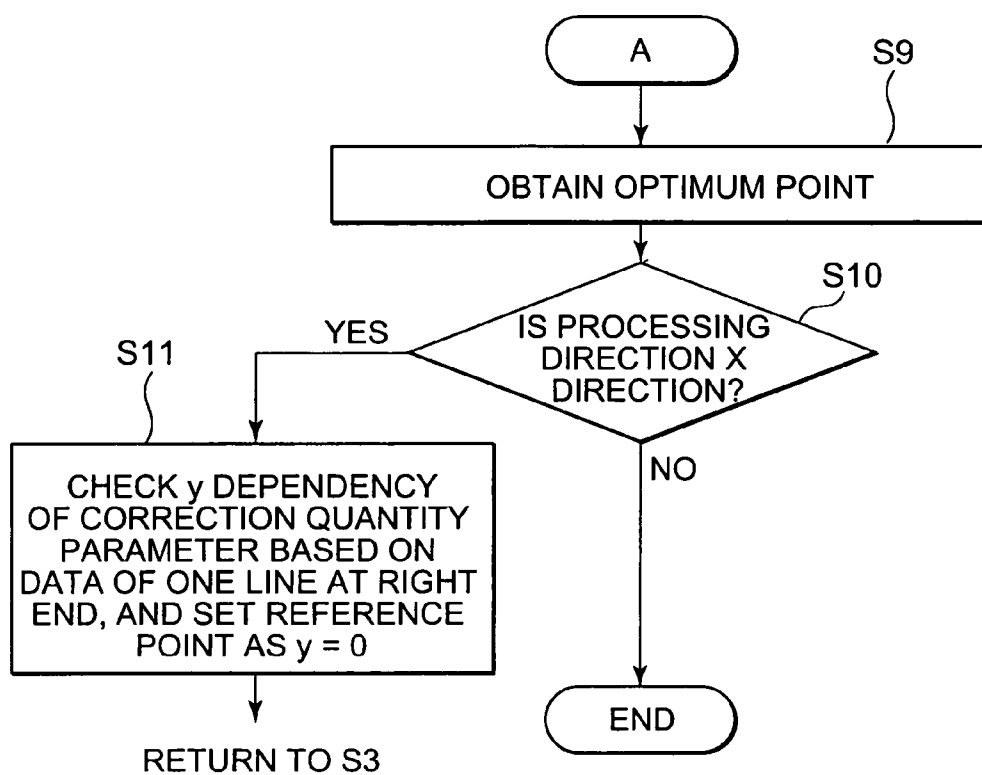 A
S9
OBTAIN OPTIMUM POINT
S10
IS PROCESSING
DIRECTION X
DIRECTION?
YES
S11
NO
CHECK y DEPENDENCY
OF CORRECTION QUANTITY
PARAMETER BASED ON
DATA OF ONE LINE AT RIGHT
END, AND SET REFERENCE
POINT AS y = 0
END
RETURN TO S3